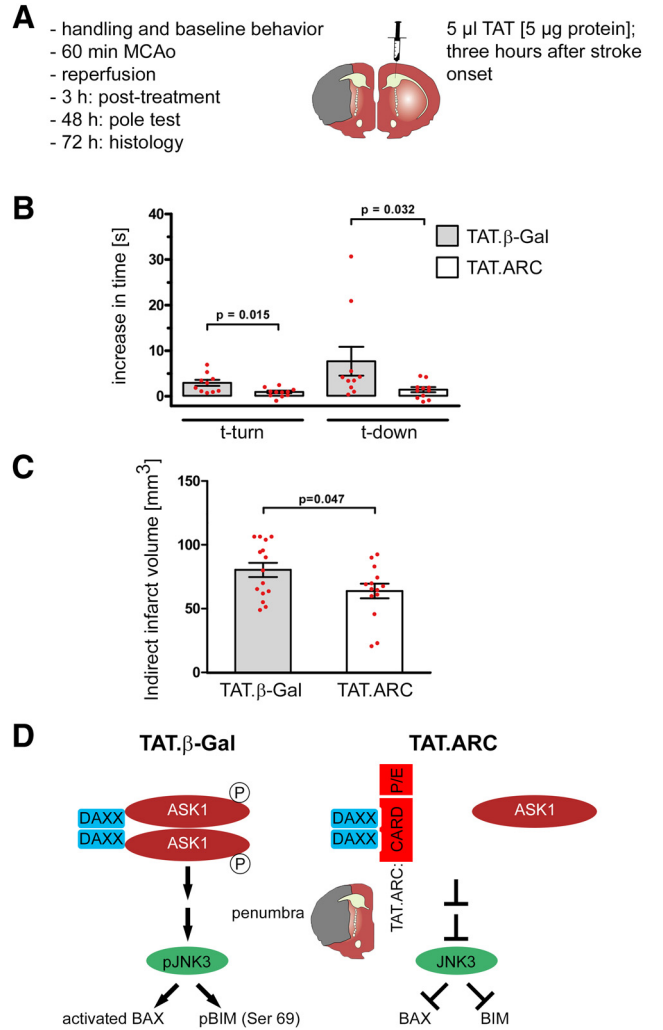 A
- handling and baseline behavior
- 60 min MCAo
- reperfusion
- 3 h: post-treatment
- 48 h: pole test
- 72 h: histology
5 µl TAT [5 µg protein];
three hours after stroke
onset
B
increase in time [s]
40
30
20
10
0
p = 0.015
p = 0.032
TAT.β-Gal
TAT.ARC
t-turn
t-down
C
Indirect infarct volume [mm³]
150
100
50
0
p=0.047
TAT.β-Gal
TAT.ARC
D
TAT.β-Gal
DAXX
DAXX
ASK1
ASK1
P
P
pJNK3
activated BAX
pBIM (Ser 69)
TAT.ARC
P/E
CARD
TAT.ARC:
DAXX
DAXX
ASK1
penumbra
JNK3
BAX
BIM